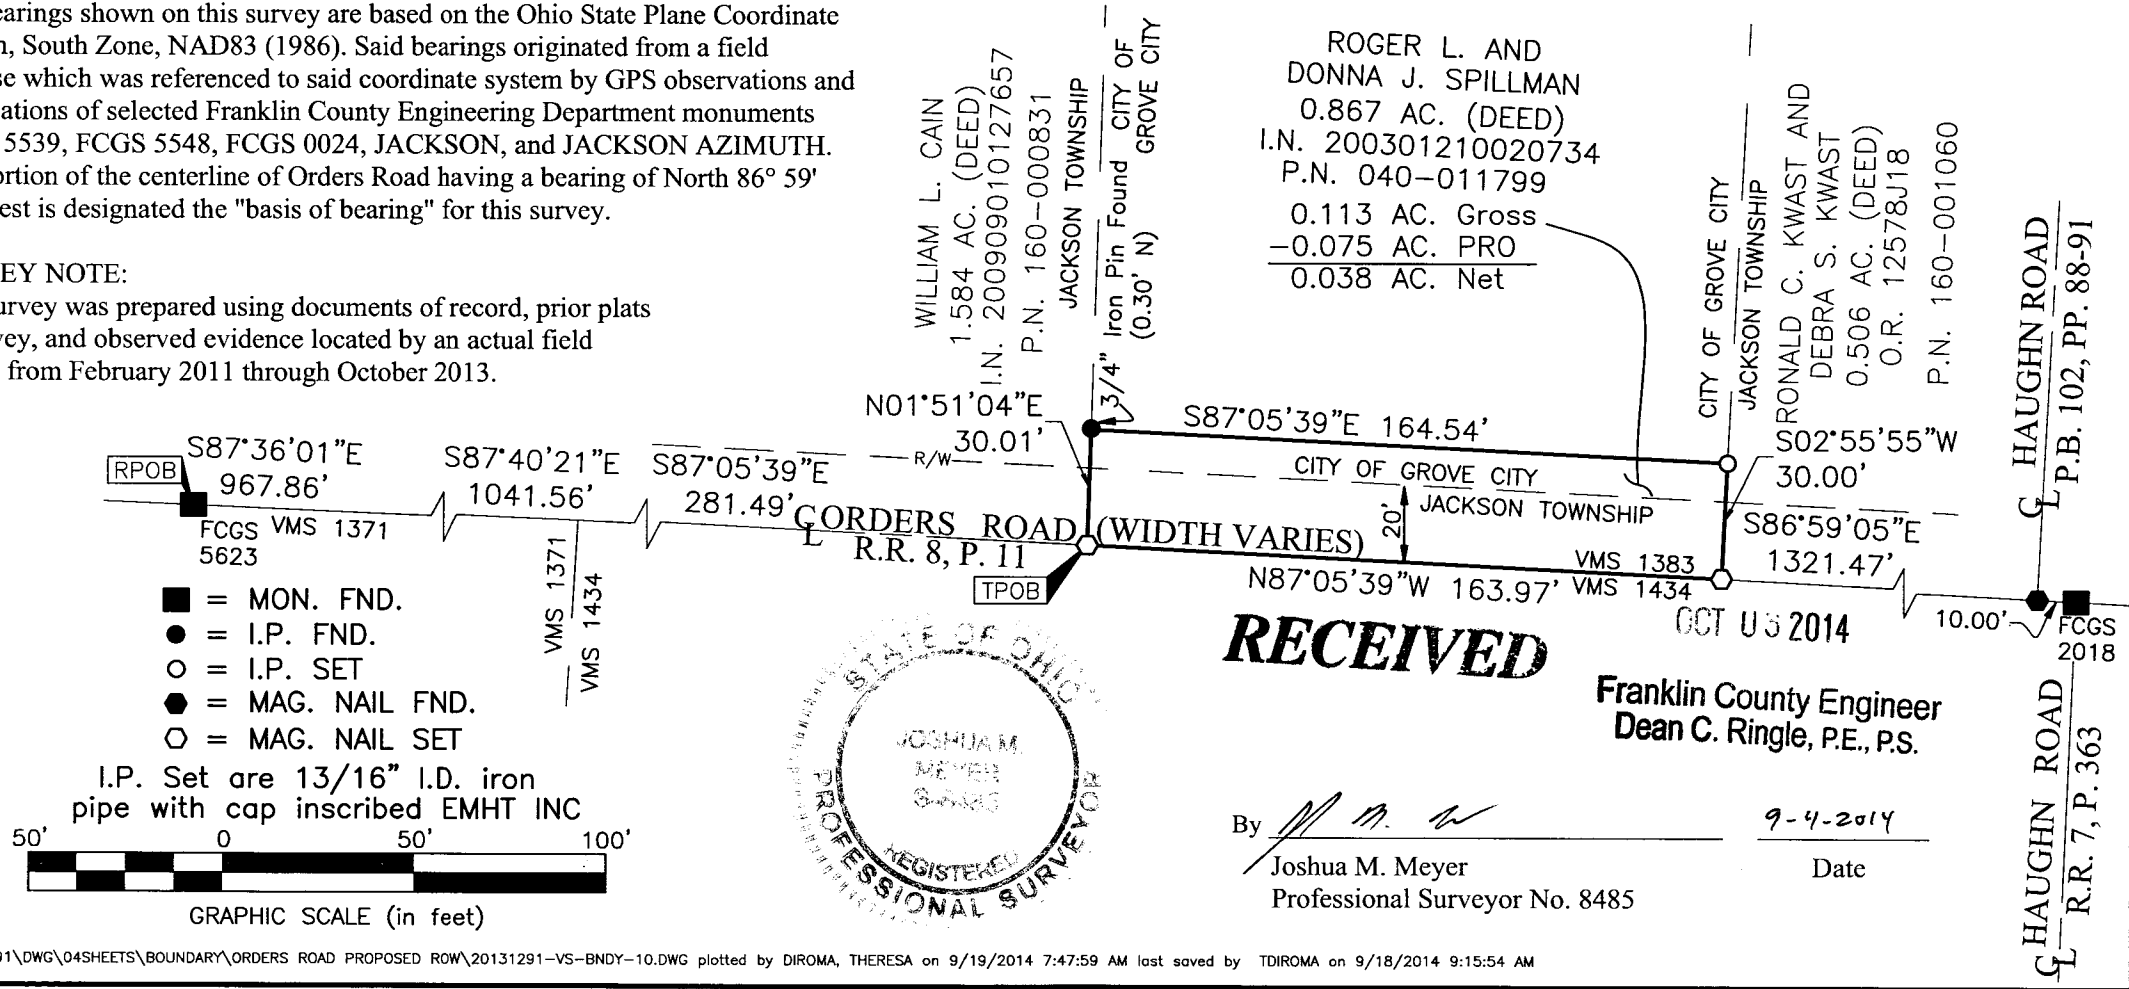 earings shown on this survey are based on the Ohio State Plane Coordinate
n, South Zone, NAD83 (1986). Said bearings originated from a field
se which was referenced to said coordinate system by GPS observations and
ations of selected Franklin County Engineering Department monuments
5539, FCGS 5548, FCGS 0024, JACKSON, and JACKSON AZIMUTH.
ortion of the centerline of Orders Road having a bearing of North 86° 59'
est is designated the "basis of bearing" for this survey.
EY NOTE:
urvey was prepared using documents of record, prior plats
vey, and observed evidence located by an actual field
from February 2011 through October 2013.
WILLIAM L. CAIN
1.584 AC. (DEED)
I.N. 200909010127657
P.N. 160-000831
JACKSON TOWNSHIP
CITY OF
GROVE CITY
3/4" Iron Pin Found
(0.30' N)
ROGER L. AND
DONNA J. SPILLMAN
0.867 AC. (DEED)
I.N. 200301210020734
P.N. 040-011799
0.113 AC. Gross
-0.075 AC. PRO
0.038 AC. Net
CITY OF GROVE CITY
JACKSON TOWNSHIP
RONALD C. KWAST AND
DEBRA S. KWAST
0.506 AC. (DEED)
O.R. 12578J18
P.N. 160-001060
CL HAUGHN ROAD
P.B. 102, PP. 88-91
RPOB
S87°36'01"E
967.86'
FCGS
5623
VMS 1371
S87°40'21"E
1041.56'
VMS 1371
VMS 1434
S87°05'39"E
281.49'
R/W
N01°51'04"E
30.01'
S87°05'39"E 164.54'
CITY OF GROVE CITY
JACKSON TOWNSHIP
20'
S02°55'55"W
30.00'
CL ORDERS ROAD (WIDTH VARIES)
R.R. 8, P. 11
TPOB
VMS 1383
N87°05'39"W 163.97' VMS 1434
S86°59'05"E
1321.47'
10.00'
FCGS
2018
CL HAUGHN ROAD
R.R. 7, P. 363
■ = MON. FND.
● = I.P. FND.
○ = I.P. SET
⬢ = MAG. NAIL FND.
⬡ = MAG. NAIL SET
I.P. Set are 13/16" I.D. iron
pipe with cap inscribed EMHT INC
50' 0 50' 100'
GRAPHIC SCALE (in feet)
STATE OF OHIO
JOSHUA M.
MEYER
REGISTERED
PROFESSIONAL SURVEYOR
RECEIVED
OCT 2014
Franklin County Engineer
Dean C. Ringle, P.E., P.S.
By
9-4-2014
Joshua M. Meyer
Date
Professional Surveyor No. 8485
91\DWG\04SHEETS\BOUNDARY\ORDERS ROAD PROPOSED ROW\20131291-VS-BNDY-10.DWG plotted by DIROMA, THERESA on 9/19/2014 7:47:59 AM last saved by TDIROMA on 9/18/2014 9:15:54 AM